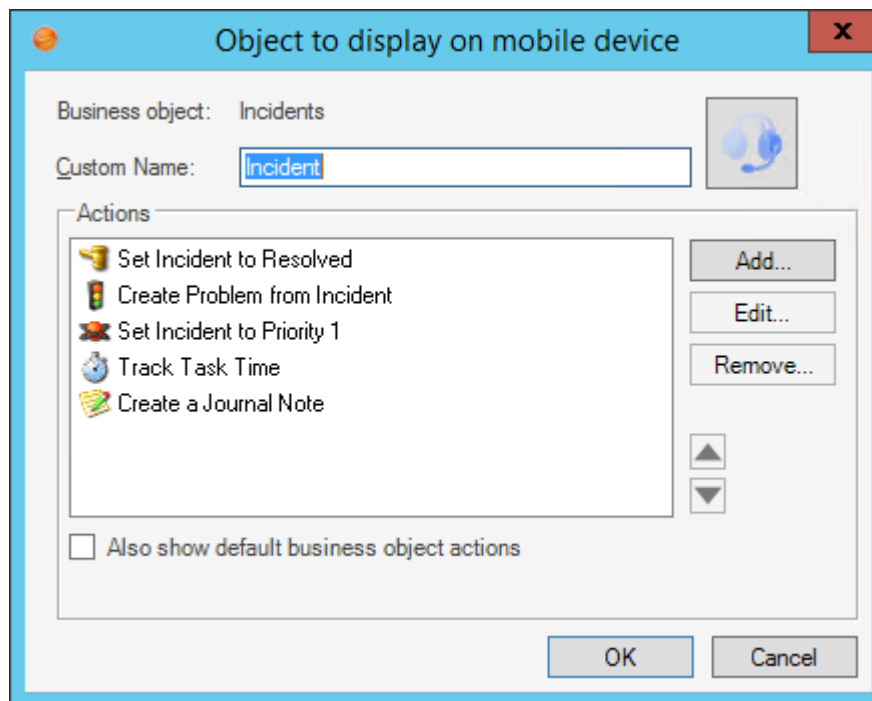 Object to display on mobile device
x
Business object: Incidents
Custom Name: Incident
Actions
Set Incident to Resolved
Create Problem from Incident
Set Incident to Priority 1
Track Task Time
Create a Journal Note
Add...
Edit...
Remove...
Also show default business object actions
OK
Cancel